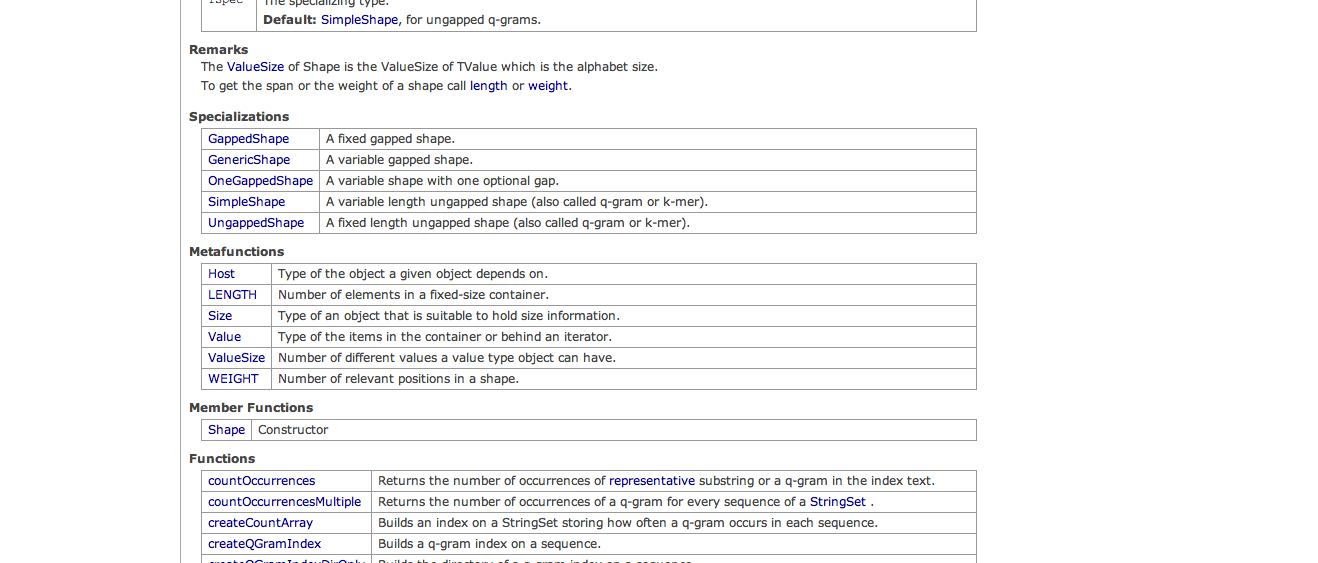 TSpec The specializing type.
Default: SimpleShape, for ungapped q-grams.
Remarks
The ValueSize of Shape is the ValueSize of TValue which is the alphabet size.
To get the span or the weight of a shape call length or weight.
Specializations
GappedShape A fixed gapped shape.
GenericShape A variable gapped shape.
OneGappedShape A variable shape with one optional gap.
SimpleShape A variable length ungapped shape (also called q-gram or k-mer).
UngappedShape A fixed length ungapped shape (also called q-gram or k-mer).
Metafunctions
Host Type of the object a given object depends on.
LENGTH Number of elements in a fixed-size container.
Size Type of an object that is suitable to hold size information.
Value Type of the items in the container or behind an iterator.
ValueSize Number of different values a value type object can have.
WEIGHT Number of relevant positions in a shape.
Member Functions
Shape Constructor
Functions
countOccurrences Returns the number of occurrences of representative substring or a q-gram in the index text.
countOccurrencesMultiple Returns the number of occurrences of a q-gram for every sequence of a StringSet .
createCountArray Builds an index on a StringSet storing how often a q-gram occurs in each sequence.
createQGramIndex Builds a q-gram index on a sequence.
createQGramIndexDirOnly Builds the directory of a q-gram index on a sequence.